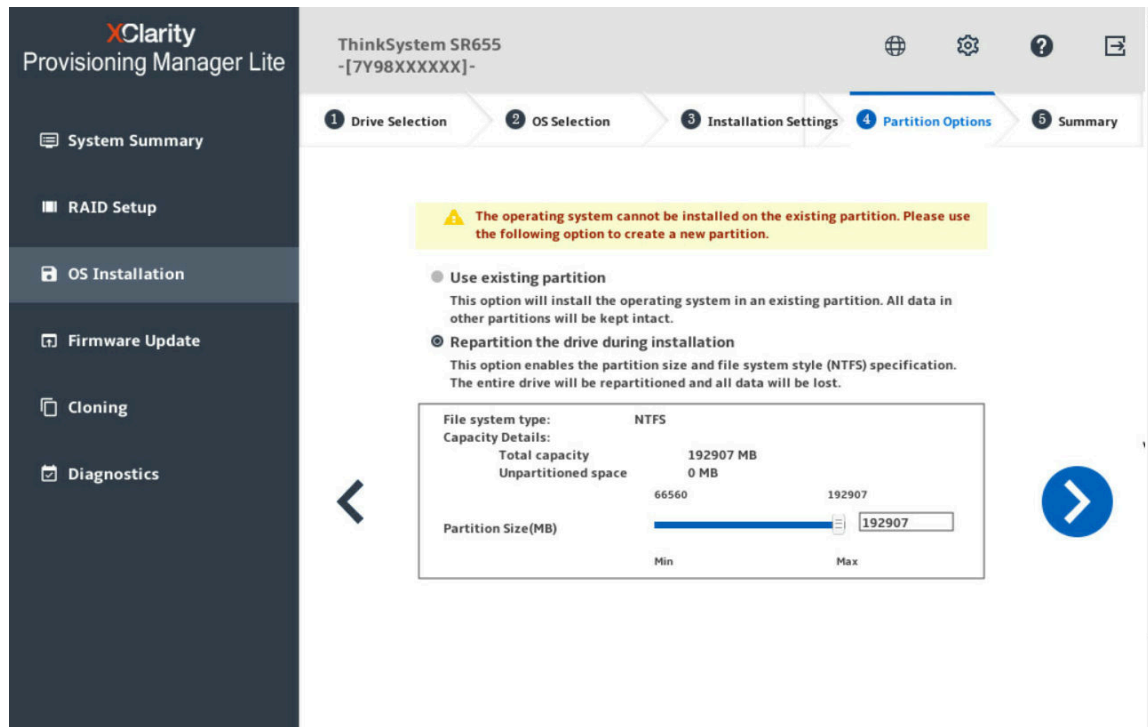 XClarity
Provisioning Manager Lite
System Summary
RAID Setup
OS Installation
Firmware Update
Cloning
Diagnostics
ThinkSystem SR655
-[7Y98XXXXXX]-
1 Drive Selection
2 OS Selection
3 Installation Settings
4 Partition Options
5 Summary
The operating system cannot be installed on the existing partition. Please use
the following option to create a new partition.
Use existing partition
This option will install the operating system in an existing partition. All data in
other partitions will be kept intact.
Repartition the drive during installation
This option enables the partition size and file system style (NTFS) specification.
The entire drive will be repartitioned and all data will be lost.
File system type: NTFS
Capacity Details:
Total capacity 192907 MB
Unpartitioned space 0 MB
66560 192907
Partition Size(MB) 192907
Min Max